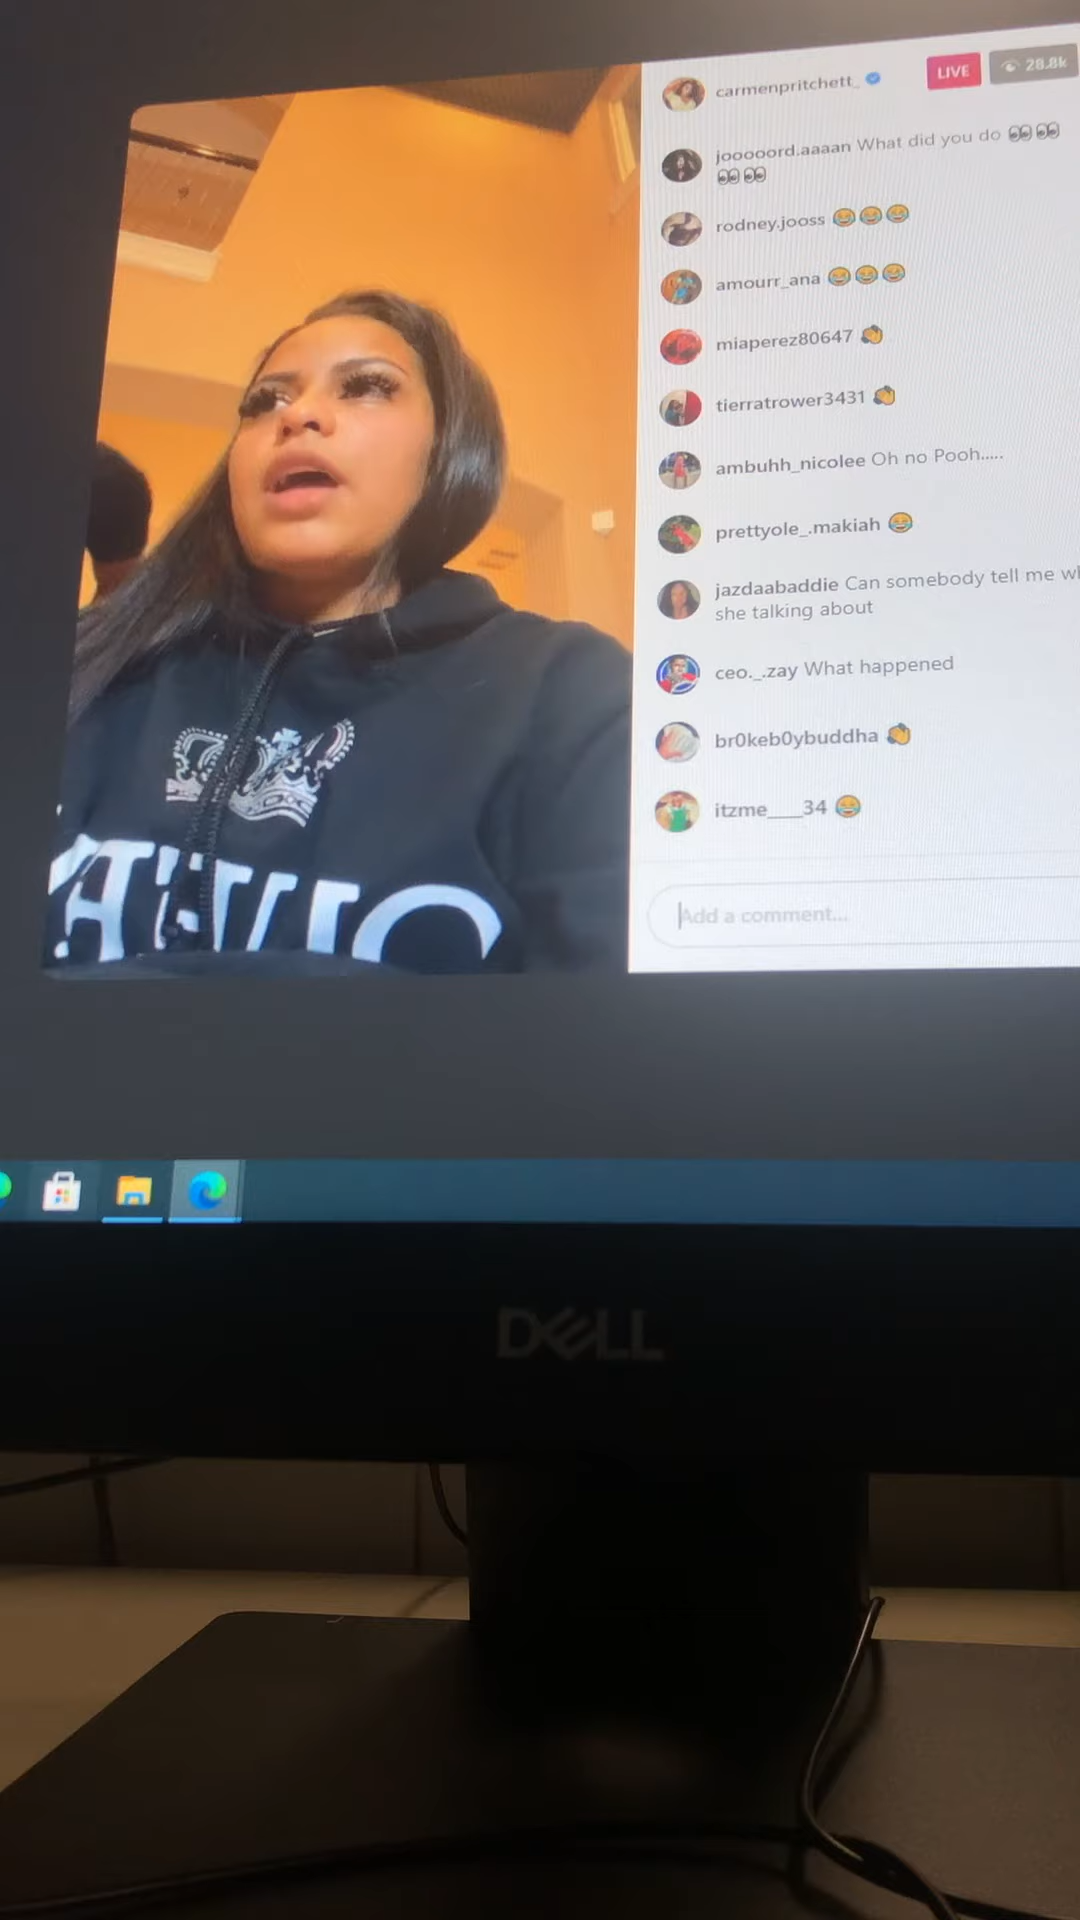 carmenpritchett_
LIVE
28.8k
jooooord.aaaan What did you do 👀👀
👀👀
rodney.jooss 😂😂😂
amourr_ana 😂😂😂
miaperez80647 👏
tierratrower3431 👏
ambuhh_nicolee Oh no Pooh.....
prettyole_.makiah 😂
jazdaabaddie Can somebody tell me
she talking about
ceo._.zay What happened
br0keb0ybuddha 👏
itzme___34 😂
Add a comment...
DELL